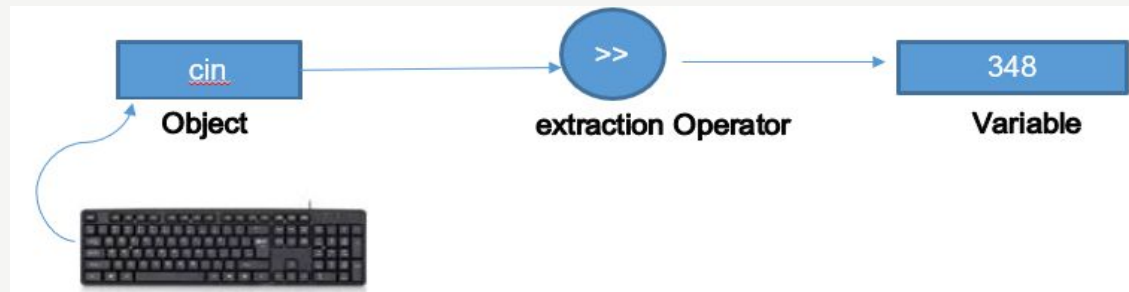 cin
>>
348
Object
extraction Operator
Variable